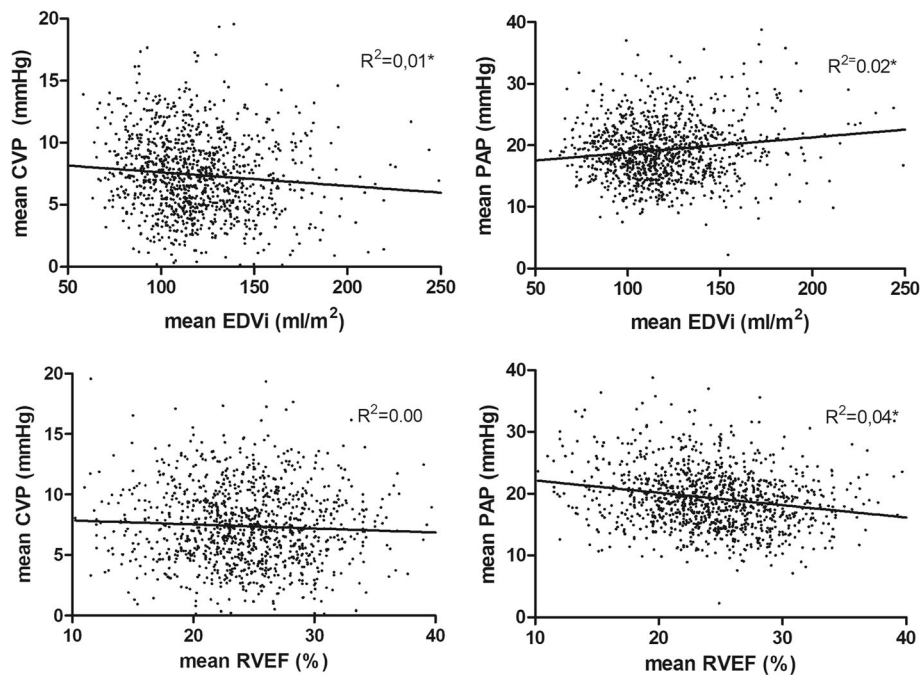 20
15
10
5
0
mean CVP (mmHg)
R²=0,01*
50 100 150 200 250
mean EDVi (ml/m²)
40
30
20
10
0
mean PAP (mmHg)
R²⁼0.02*
50 100 150 200 250
mean EDVi (ml/m²)
20
15
10
5
0
mean CVP (mmHg)
R²=0.00
10 20 30 40
mean RVEF (%)
40
30
20
10
0
mean PAP (mmHg)
R²=0,04*
10 20 30 40
mean RVEF (%)